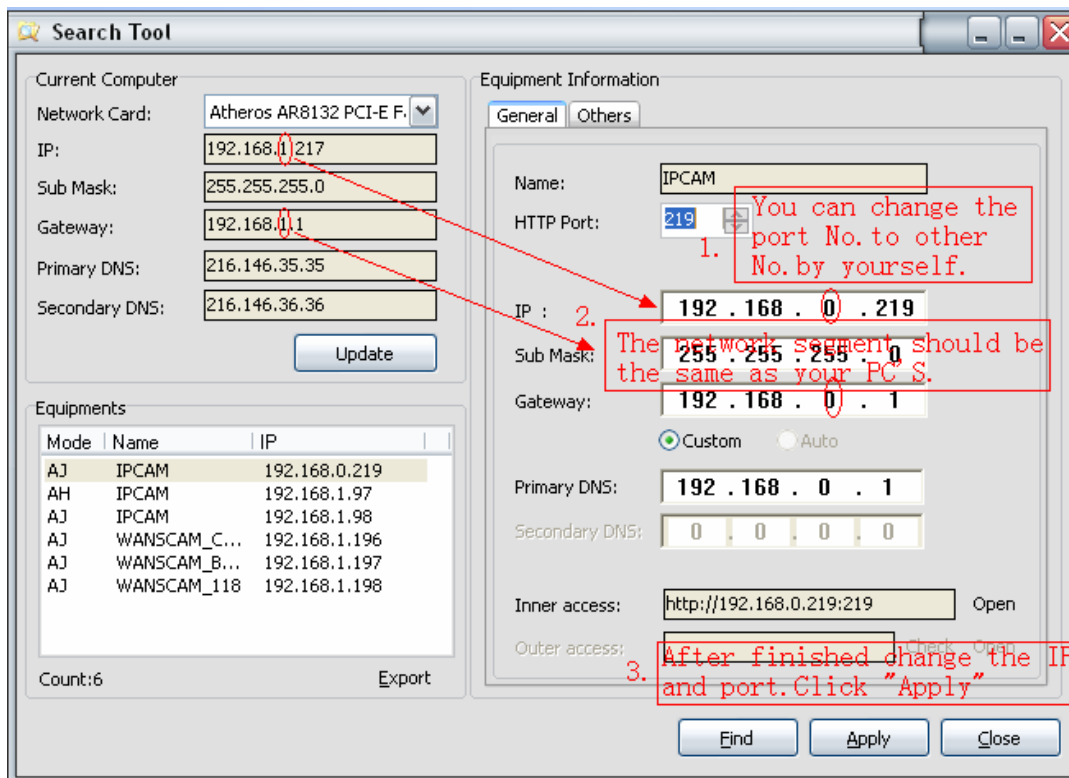 Search Tool
Current Computer
Network Card: Atheros AR8132 PCI-E F.
IP: 192.168.1.217
Sub Mask: 255.255.255.0
Gateway: 192.168.1.1
Primary DNS: 216.146.35.35
Secondary DNS: 216.146.36.36
Update
Equipments
Mode Name IP
AJ IPCAM 192.168.0.219
AH IPCAM 192.168.1.97
AJ IPCAM 192.168.1.98
AJ WANSCAM_C... 192.168.1.196
AJ WANSCAM_B... 192.168.1.197
AJ WANSCAM_118 192.168.1.198
Count:6 Export
Equipment Information
General Others
Name: IPCAM
HTTP Port: 219
1. You can change the
port No.to other
No.by yourself.
IP : 192 . 168 . 0 . 219
2. The network segment should be
the same as your PC'S.
Sub Mask: 255 . 255 . 255 . 0
Gateway: 192 . 168 . 0 . 1
Custom Auto
Primary DNS: 192 . 168 . 0 . 1
Secondary DNS: 0 . 0 . 0 . 0
Inner access: http://192.168.0.219:219 Open
Outer access: Check Open
3. After finished change the IP
and port.Click "Apply"
Find Apply Close